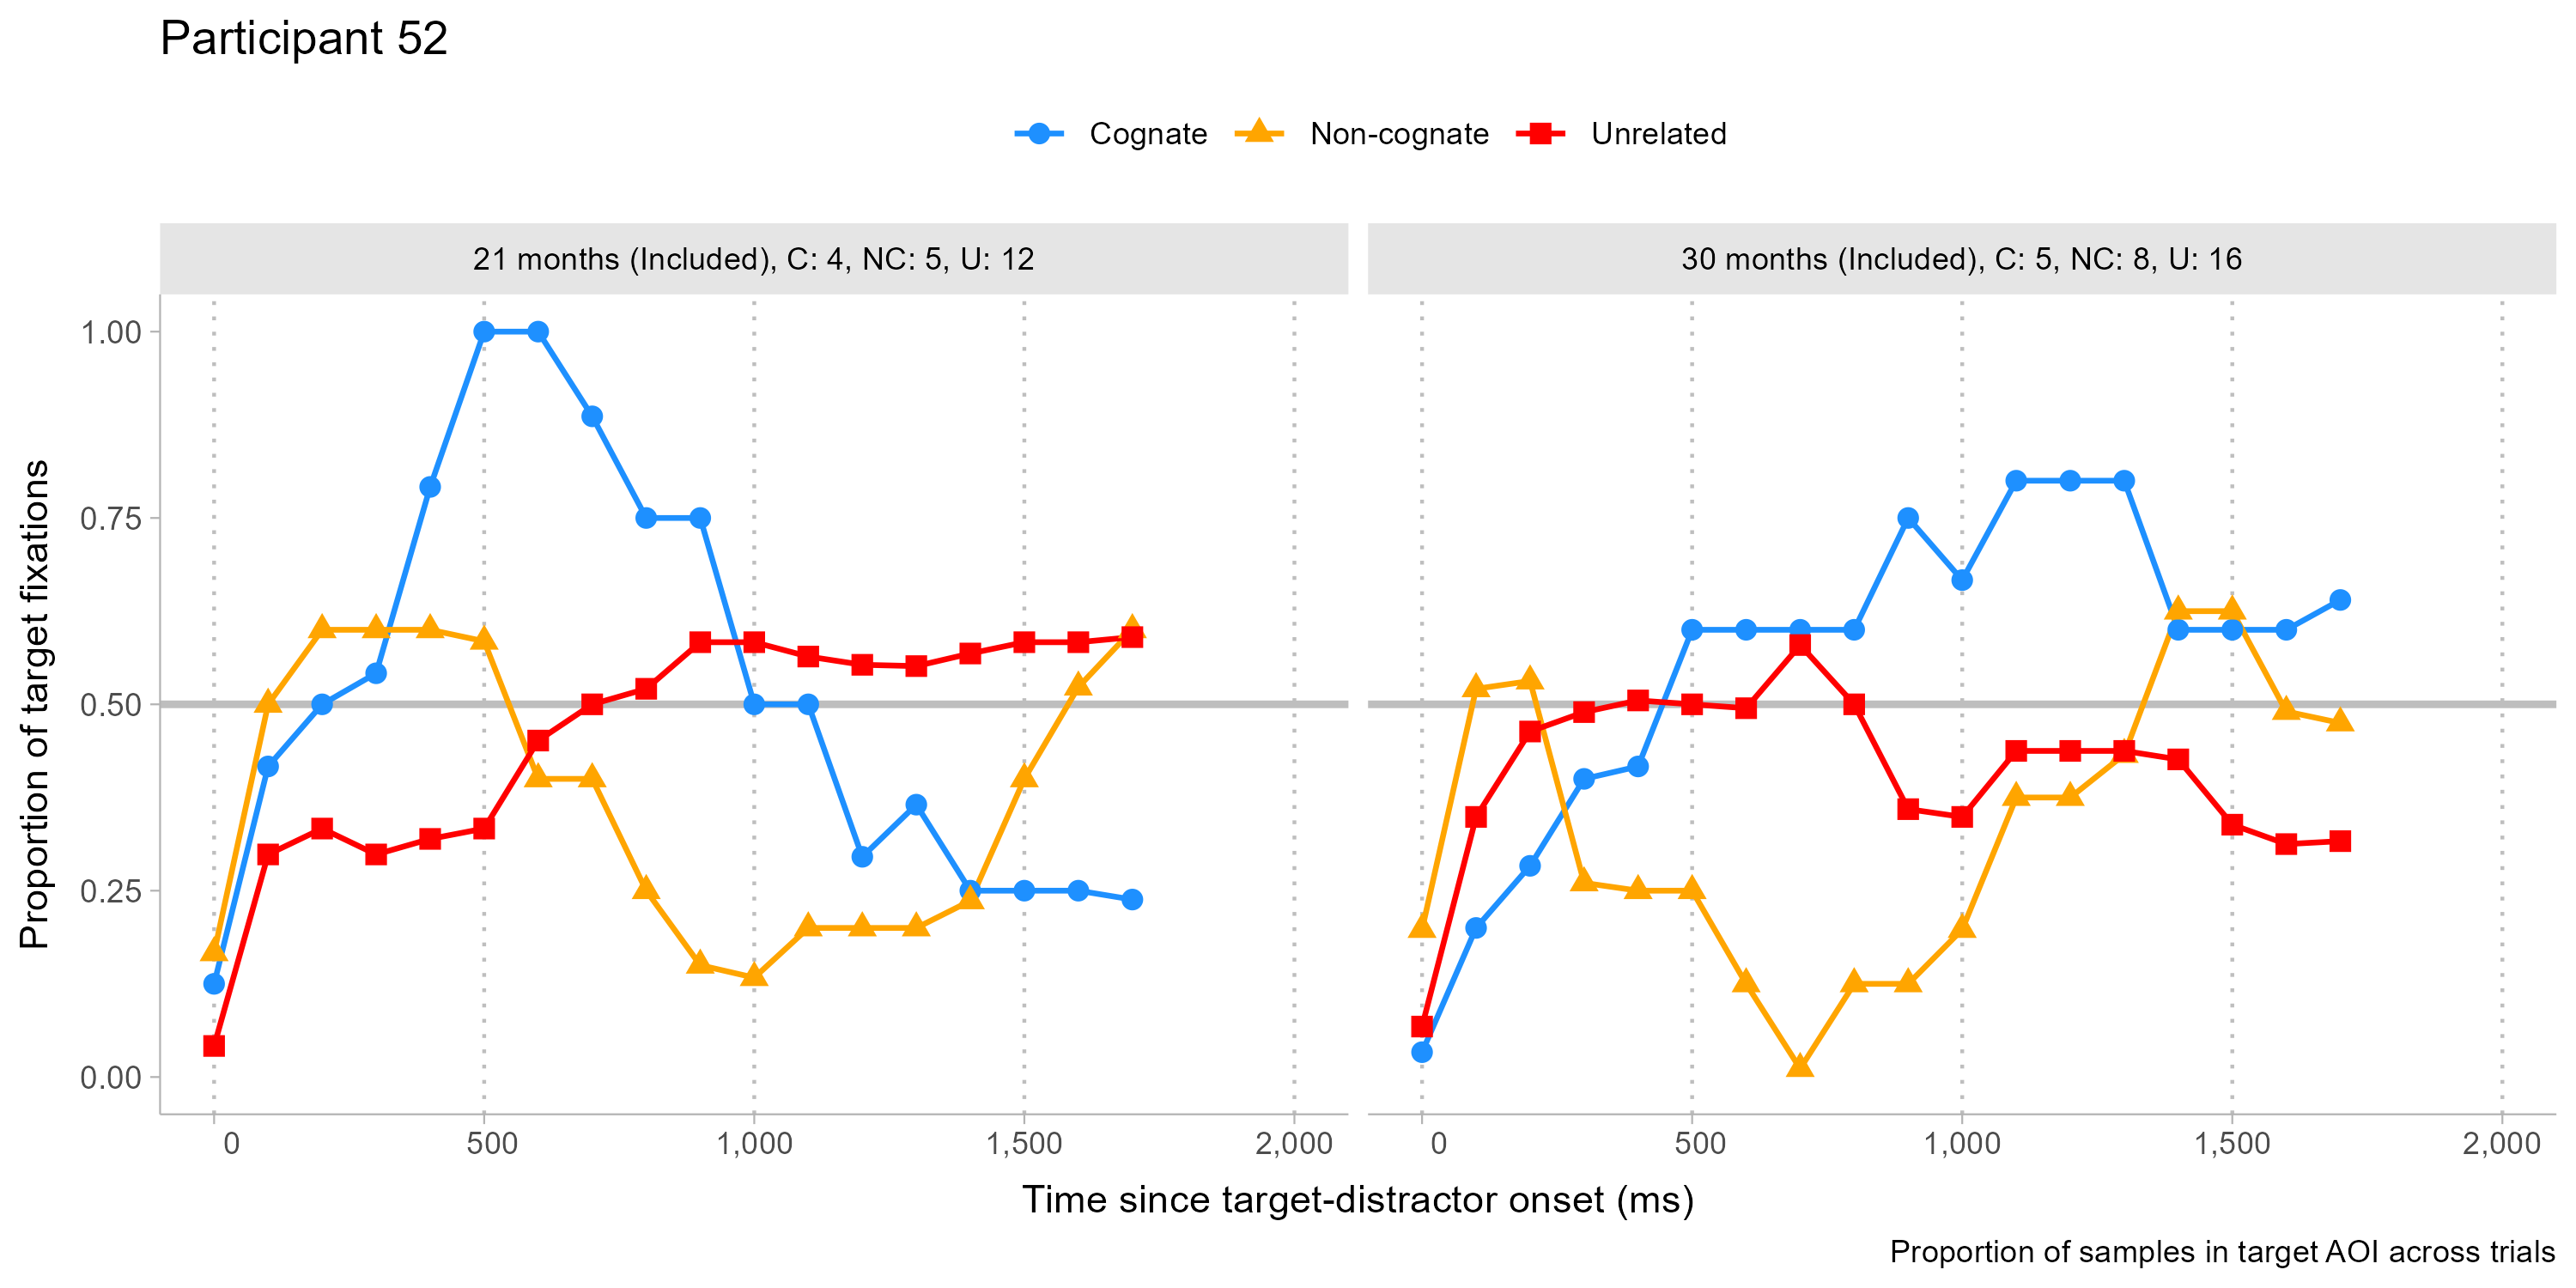 Participant 52
Cognate Non-cognate Unrelated
21 months (Included), C: 4, NC: 5, U: 12
30 months (Included), C: 5, NC: 8, U: 16
Proportion of target fixations
1.00
0.75
0.50
0.25
0.00
0 500 1,000 1,500 2,000
0 500 1,000 1,500 2,000
Time since target-distractor onset (ms)
Proportion of samples in target AOI across trials